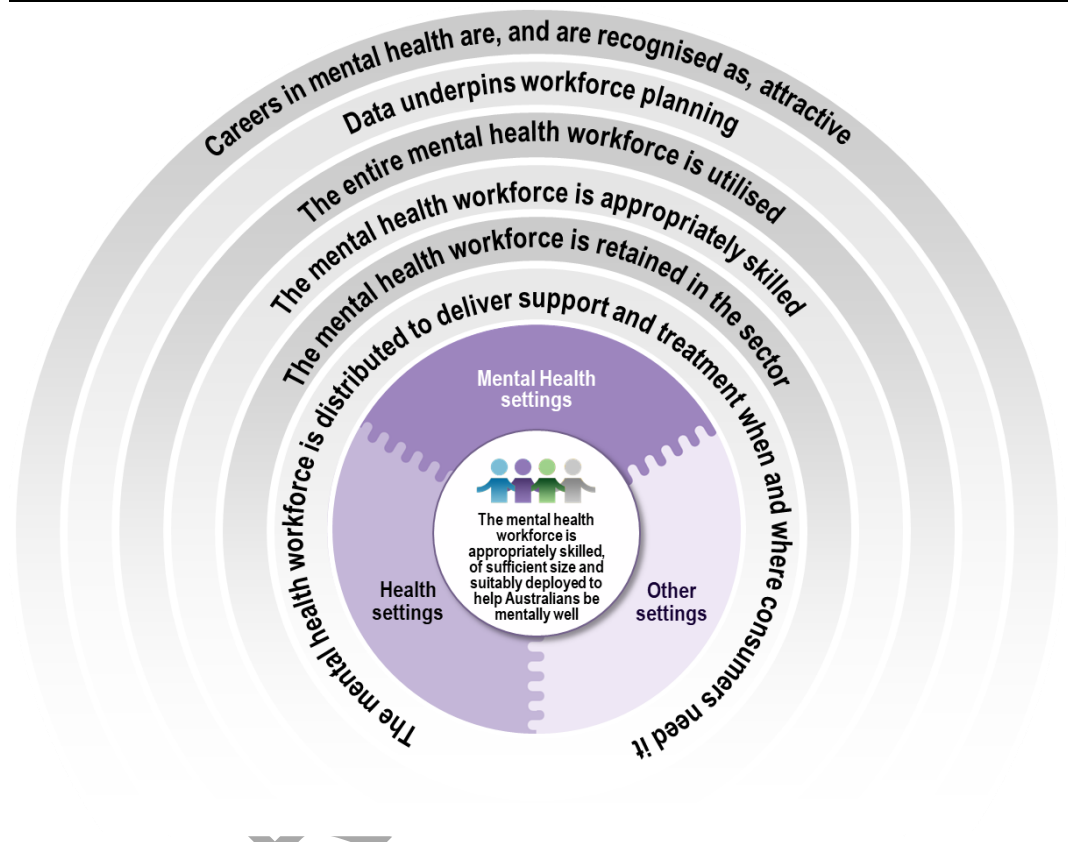 Careers in mental health are, and are recognised as, attractive
Data underpins workforce planning
The entire mental health workforce is utilised
The mental health workforce is appropriately skilled
The mental health workforce is retained in the sector
The mental health workforce is distributed to deliver support and treatment when and where consumers need it
Mental Health
settings
The mental health
workforce is
appropriately skilled,
of sufficient size and
suitably deployed to
help Australians be
mentally well
Health
settings
Other
settings